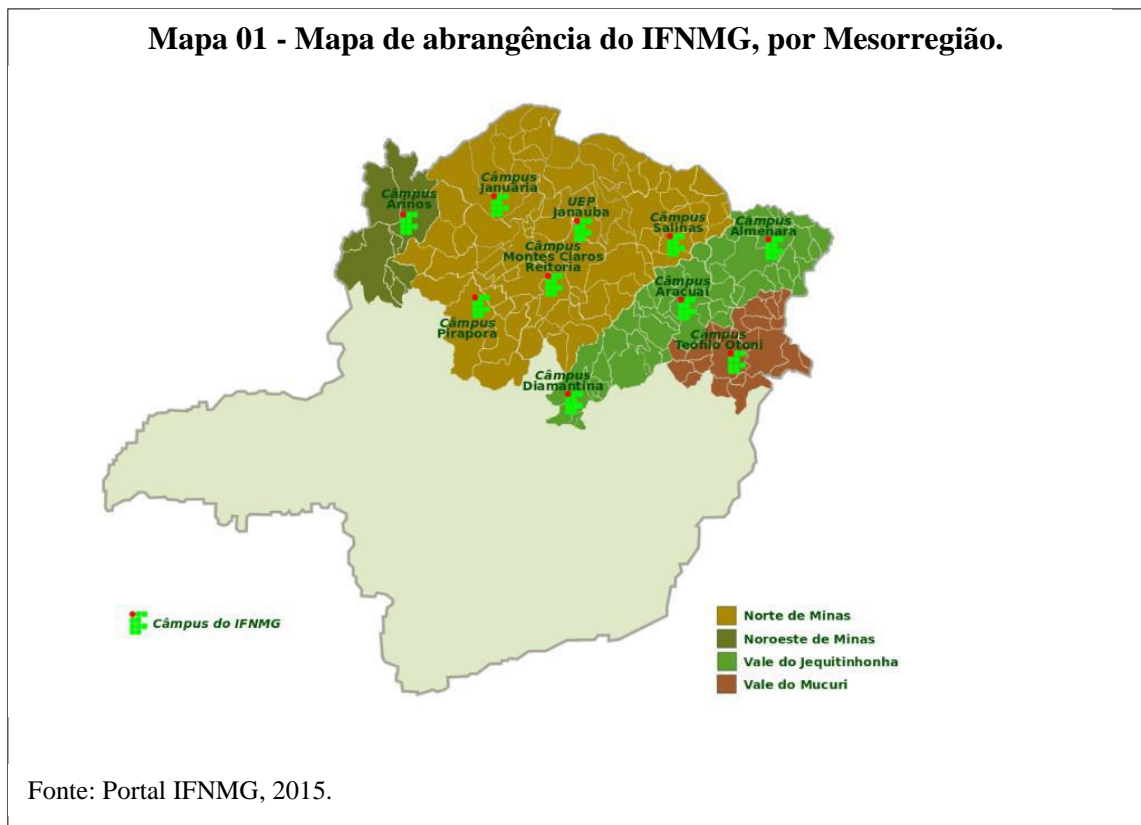 Mapa 01 - Mapa de abrangência do IFNMG, por Mesorregião.
Câmpus
Januária
Câmpus
Arinos
UEP
Janaúba
Câmpus
Salinas
Câmpus
Almenara
Câmpus
Montes Claros
Reitoria
Câmpus
Araçuaí
Câmpus
Pirapora
Câmpus
Teófilo Otoni
Câmpus
Diamantina
Câmpus do IFNMG
Norte de Minas
Noroeste de Minas
Vale do Jequitinhonha
Vale do Mucuri
Fonte: Portal IFNMG, 2015.